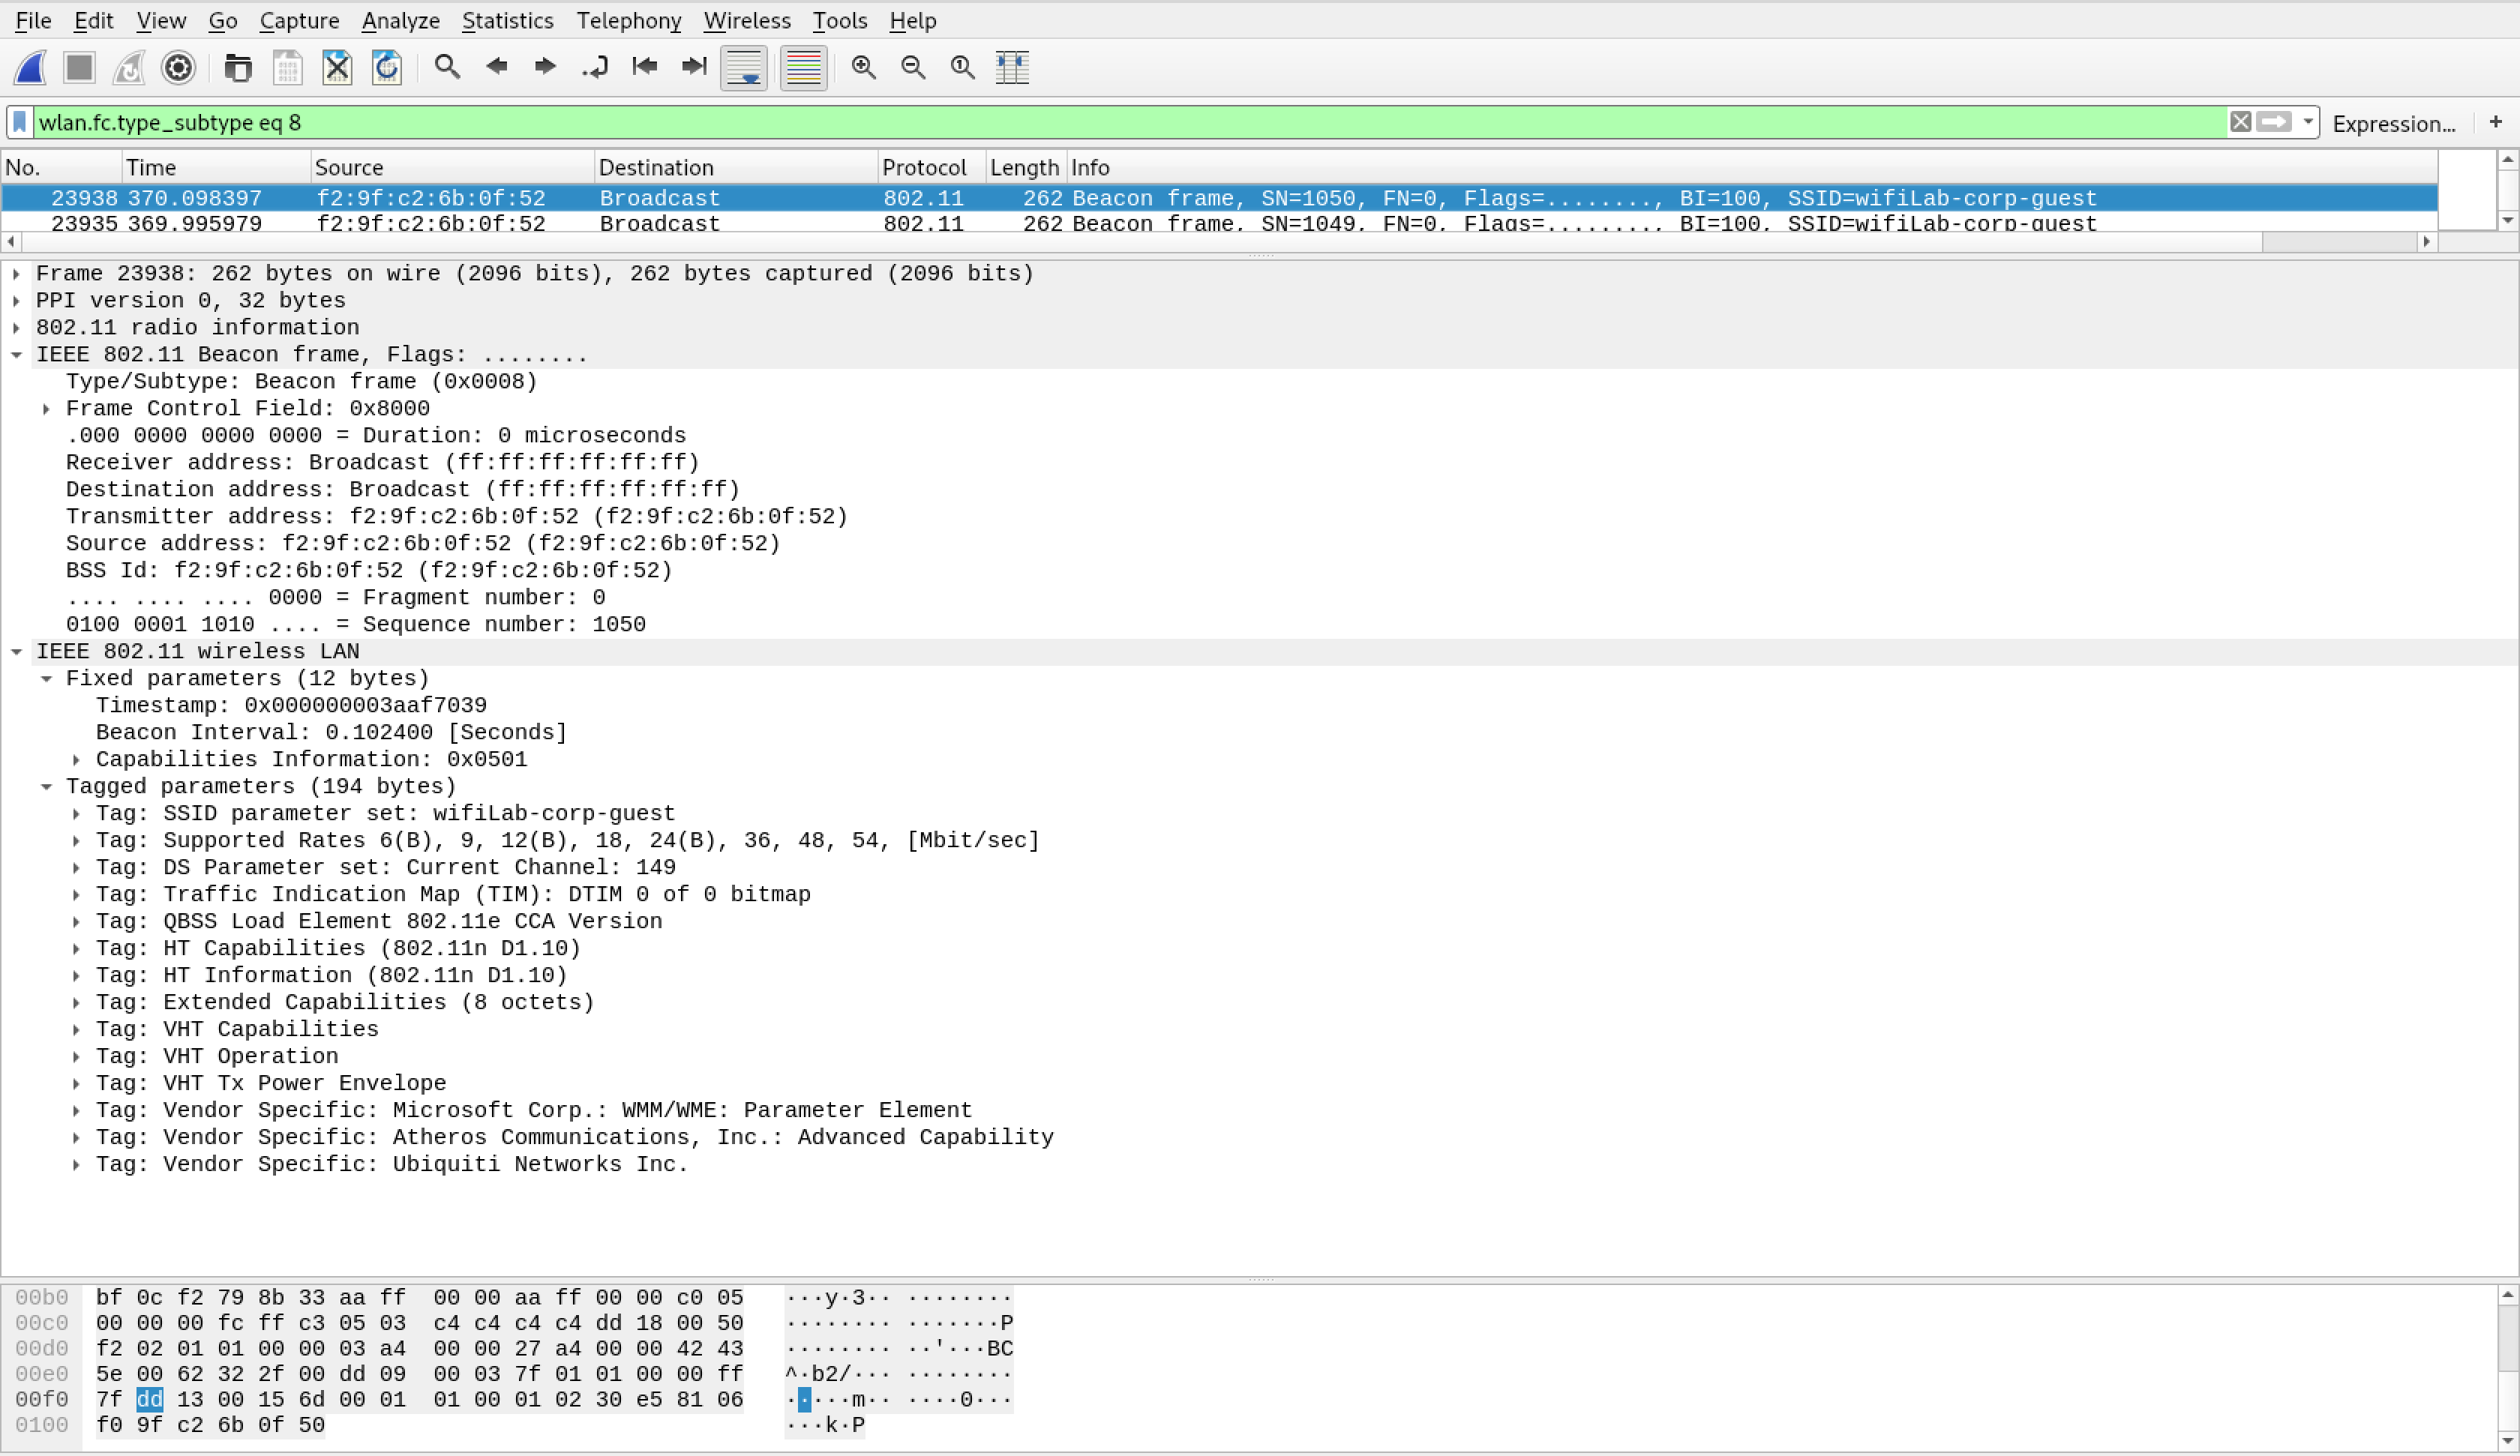 File Edit View Go Capture Analyze Statistics Telephony Wireless Tools Help
wlan.fc.type_subtype eq 8 Expression... +
No. Time Source Destination Protocol Length Info
23938 370.098397 f2:9f:c2:6b:0f:52 Broadcast 802.11 262 Beacon frame, SN=1050, FN=0, Flags=........, BI=100, SSID=wifiLab-corp-guest
23935 369.995979 f2:9f:c2:6b:0f:52 Broadcast 802.11 262 Beacon frame, SN=1049, FN=0, Flags=........, BI=100, SSID=wifiLab-corp-guest
Frame 23938: 262 bytes on wire (2096 bits), 262 bytes captured (2096 bits)
PPI version 0, 32 bytes
802.11 radio information
IEEE 802.11 Beacon frame, Flags: ........
Type/Subtype: Beacon frame (0x0008)
Frame Control Field: 0x8000
.000 0000 0000 0000 = Duration: 0 microseconds
Receiver address: Broadcast (ff:ff:ff:ff:ff:ff)
Destination address: Broadcast (ff:ff:ff:ff:ff:ff)
Transmitter address: f2:9f:c2:6b:0f:52 (f2:9f:c2:6b:0f:52)
Source address: f2:9f:c2:6b:0f:52 (f2:9f:c2:6b:0f:52)
BSS Id: f2:9f:c2:6b:0f:52 (f2:9f:c2:6b:0f:52)
.... .... .... 0000 = Fragment number: 0
0100 0001 1010 .... = Sequence number: 1050
IEEE 802.11 wireless LAN
Fixed parameters (12 bytes)
Timestamp: 0x000000003aaf7039
Beacon Interval: 0.102400 [Seconds]
Capabilities Information: 0x0501
Tagged parameters (194 bytes)
Tag: SSID parameter set: wifiLab-corp-guest
Tag: Supported Rates 6(B), 9, 12(B), 18, 24(B), 36, 48, 54, [Mbit/sec]
Tag: DS Parameter set: Current Channel: 149
Tag: Traffic Indication Map (TIM): DTIM 0 of 0 bitmap
Tag: QBSS Load Element 802.11e CCA Version
Tag: HT Capabilities (802.11n D1.10)
Tag: HT Information (802.11n D1.10)
Tag: Extended Capabilities (8 octets)
Tag: VHT Capabilities
Tag: VHT Operation
Tag: VHT Tx Power Envelope
Tag: Vendor Specific: Microsoft Corp.: WMM/WME: Parameter Element
Tag: Vendor Specific: Atheros Communications, Inc.: Advanced Capability
Tag: Vendor Specific: Ubiquiti Networks Inc.
00b0 bf 0c f2 79 8b 33 aa ff 00 00 aa ff 00 00 c0 05 ···y·3·· ········
00c0 00 00 00 fc ff c3 05 03 c4 c4 c4 c4 dd 18 00 50 ········ ·······P
00d0 f2 02 01 01 00 00 03 a4 00 00 27 a4 00 00 42 43 ········ ··'···BC
00e0 5e 00 62 32 2f 00 dd 09 00 03 7f 01 01 00 00 ff ^·b2/··· ········
00f0 7f dd 13 00 15 6d 00 01 01 00 01 02 30 e5 81 06 ·····m·· ····0···
0100 f0 9f c2 6b 0f 50 ···k·P